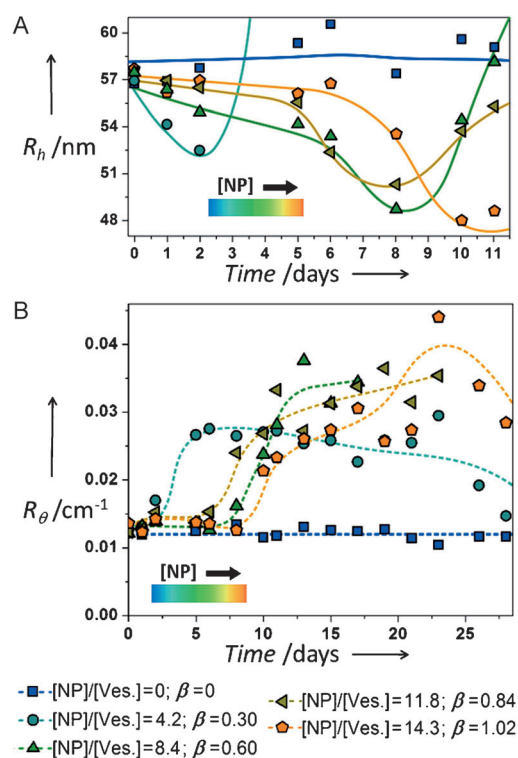 A
60
57
54
51
48
R_h /nm
[NP]
0 1 2 3 4 5 6 7 8 9 10 11
Time /days
B
0.04
0.03
0.02
0.01
0.00
R_θ /cm⁻¹
[NP]
0 5 10 15 20 25
Time /days
[NP]/[Ves.]=0; β=0
[NP]/[Ves.]=4.2; β=0.30
[NP]/[Ves.]=8.4; β=0.60
[NP]/[Ves.]=11.8; β=0.84
[NP]/[Ves.]=14.3; β=1.02